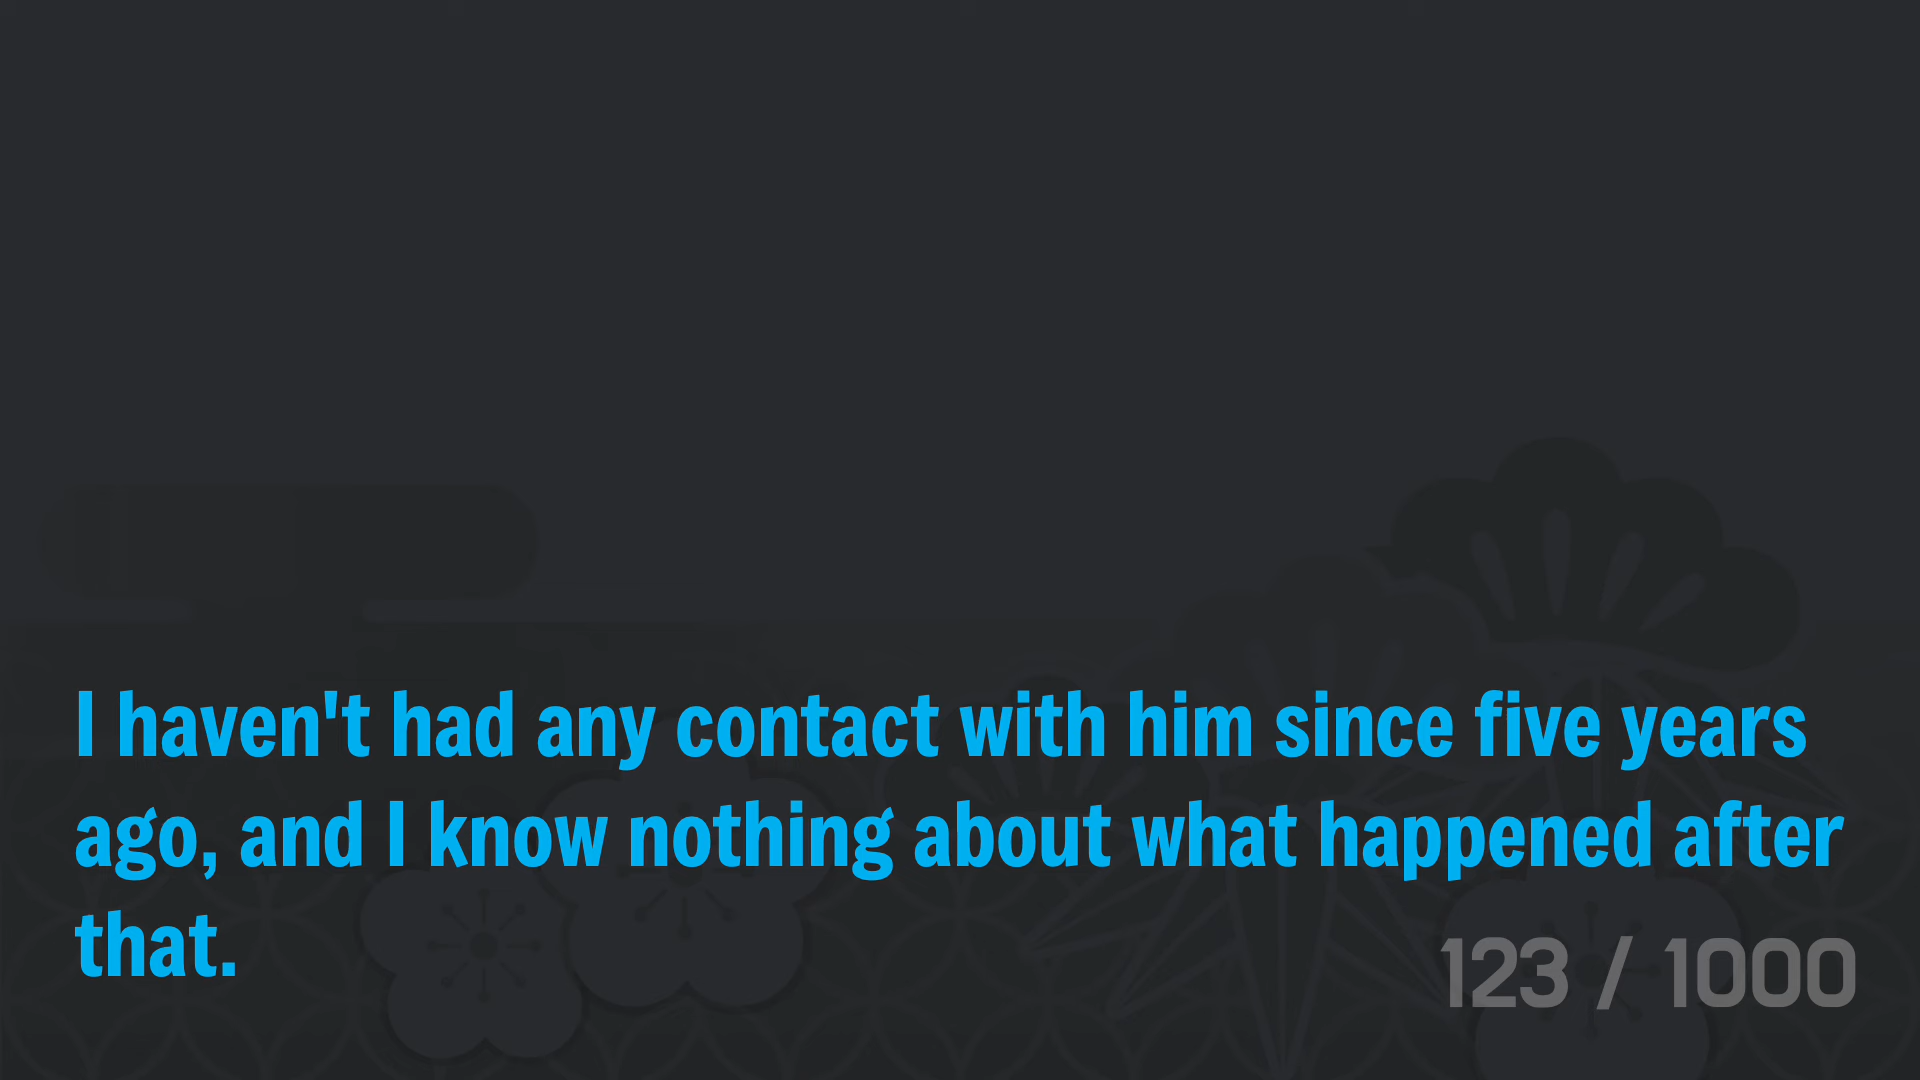 I haven't had any contact with him since five years
ago, and I know nothing about what happened after
that.
123 / 1000